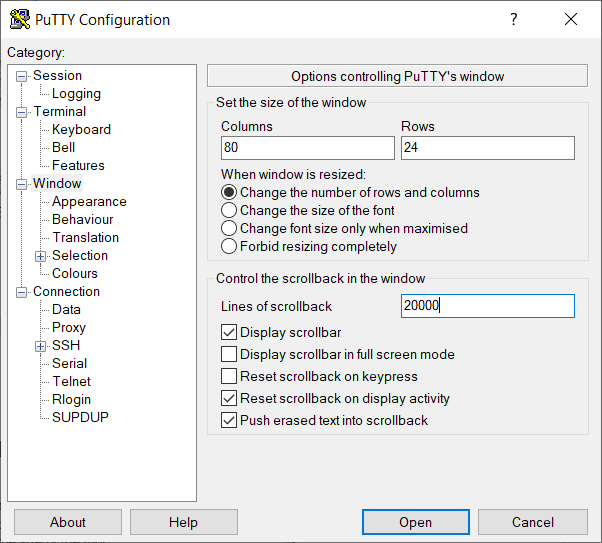 PuTTY Configuration
?
Category:
Session
Logging
Terminal
Keyboard
Bell
Features
Window
Appearance
Behaviour
Translation
Selection
Colours
Connection
Data
Proxy
SSH
Serial
Telnet
Rlogin
SUPDUP
Options controlling PuTTY's window
Set the size of the window
Columns Rows
80 24
When window is resized:
Change the number of rows and columns
Change the size of the font
Change font size only when maximised
Forbid resizing completely
Control the scrollback in the window
Lines of scrollback 20000
Display scrollbar
Display scrollbar in full screen mode
Reset scrollback on keypress
Reset scrollback on display activity
Push erased text into scrollback
About Help Open Cancel